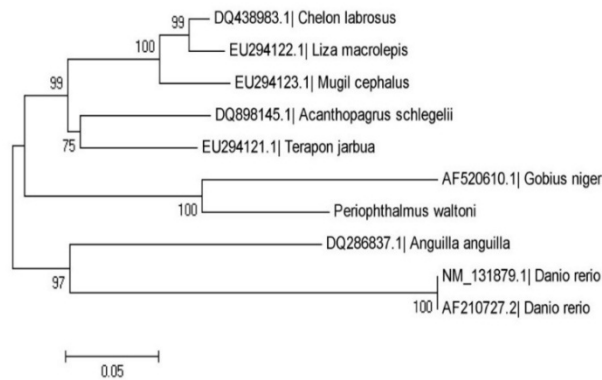 DQ438983.1| Chelon labrosus
99
EU294122.1| Liza macrolepis
100
EU294123.1| Mugil cephalus
99
DQ898145.1| Acanthopagrus schlegelii
75
EU294121.1| Terapon jarbua
AF520610.1| Gobius niger
100
Periophthalmus waltoni
DQ286837.1| Anguilla anguilla
97
NM_131879.1| Danio rerio
100
AF210727.2| Danio rerio
0.05